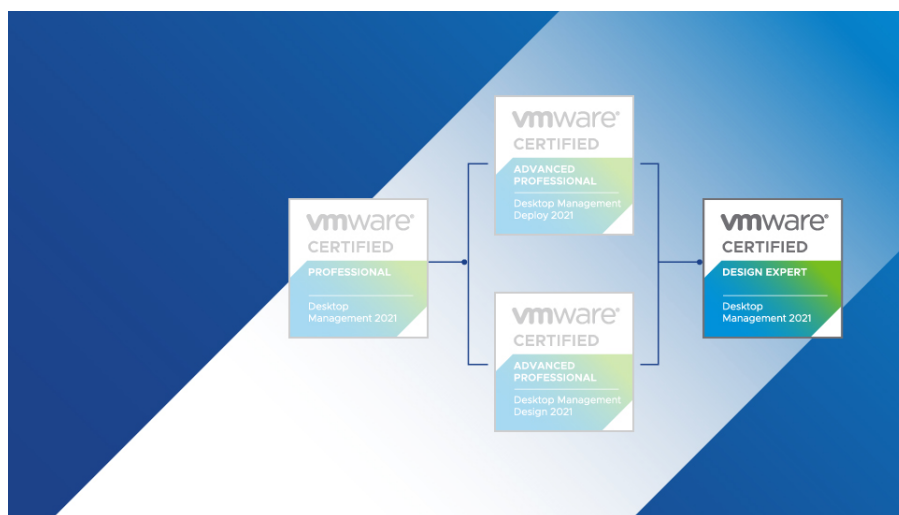 vmware®
CERTIFIED
PROFESSIONAL
Desktop
Management 2021
vmware®
CERTIFIED
ADVANCED
PROFESSIONAL
Desktop Management
Deploy 2021
vmware®
CERTIFIED
ADVANCED
PROFESSIONAL
Desktop Management
Design 2021
vmware®
CERTIFIED
DESIGN EXPERT
Desktop
Management 2021